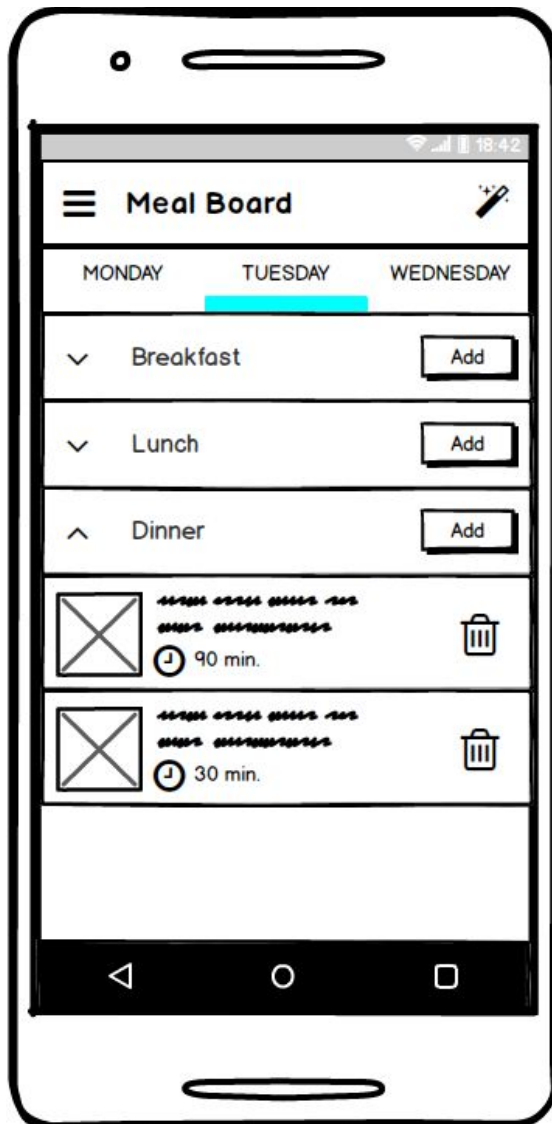 18:42
Meal Board
MONDAY TUESDAY WEDNESDAY
Breakfast Add
Lunch Add
Dinner Add
90 min.
30 min.